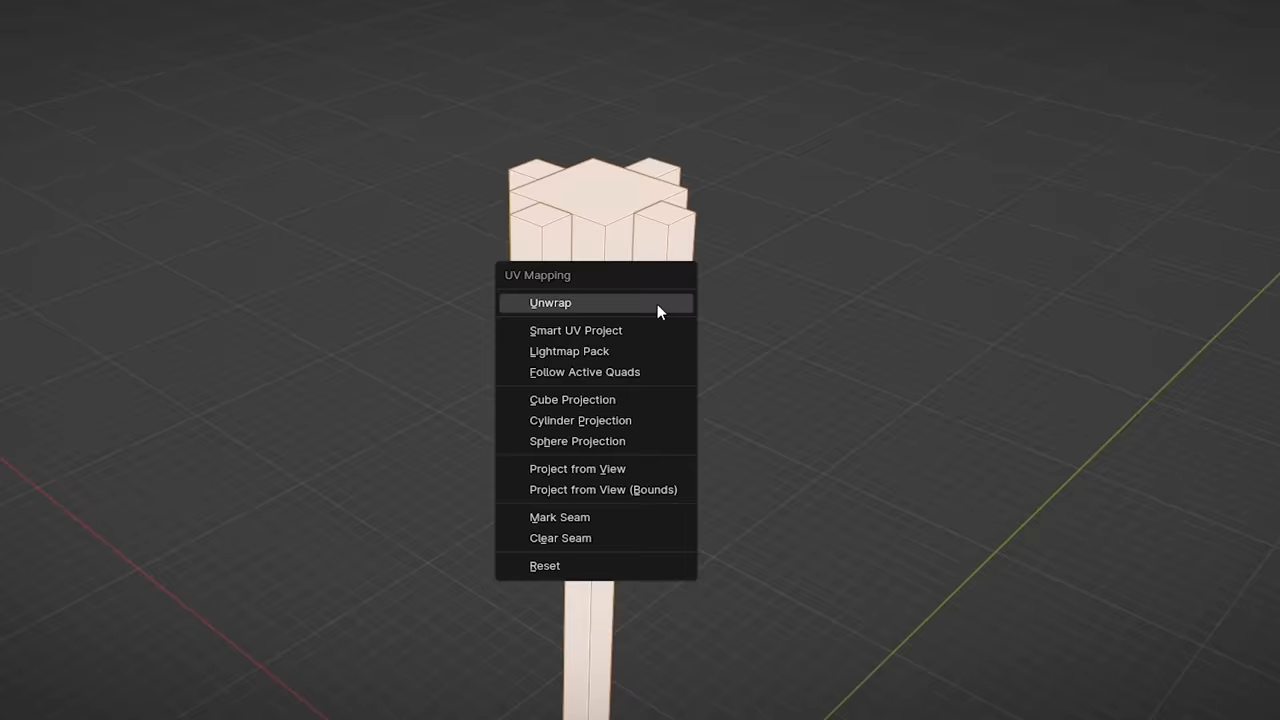 UV Mapping
Unwrap
Smart UV Project
Lightmap Pack
Follow Active Quads
Cube Projection
Cylinder Projection
Sphere Projection
Project from View
Project from View (Bounds)
Mark Seam
Clear Seam
Reset